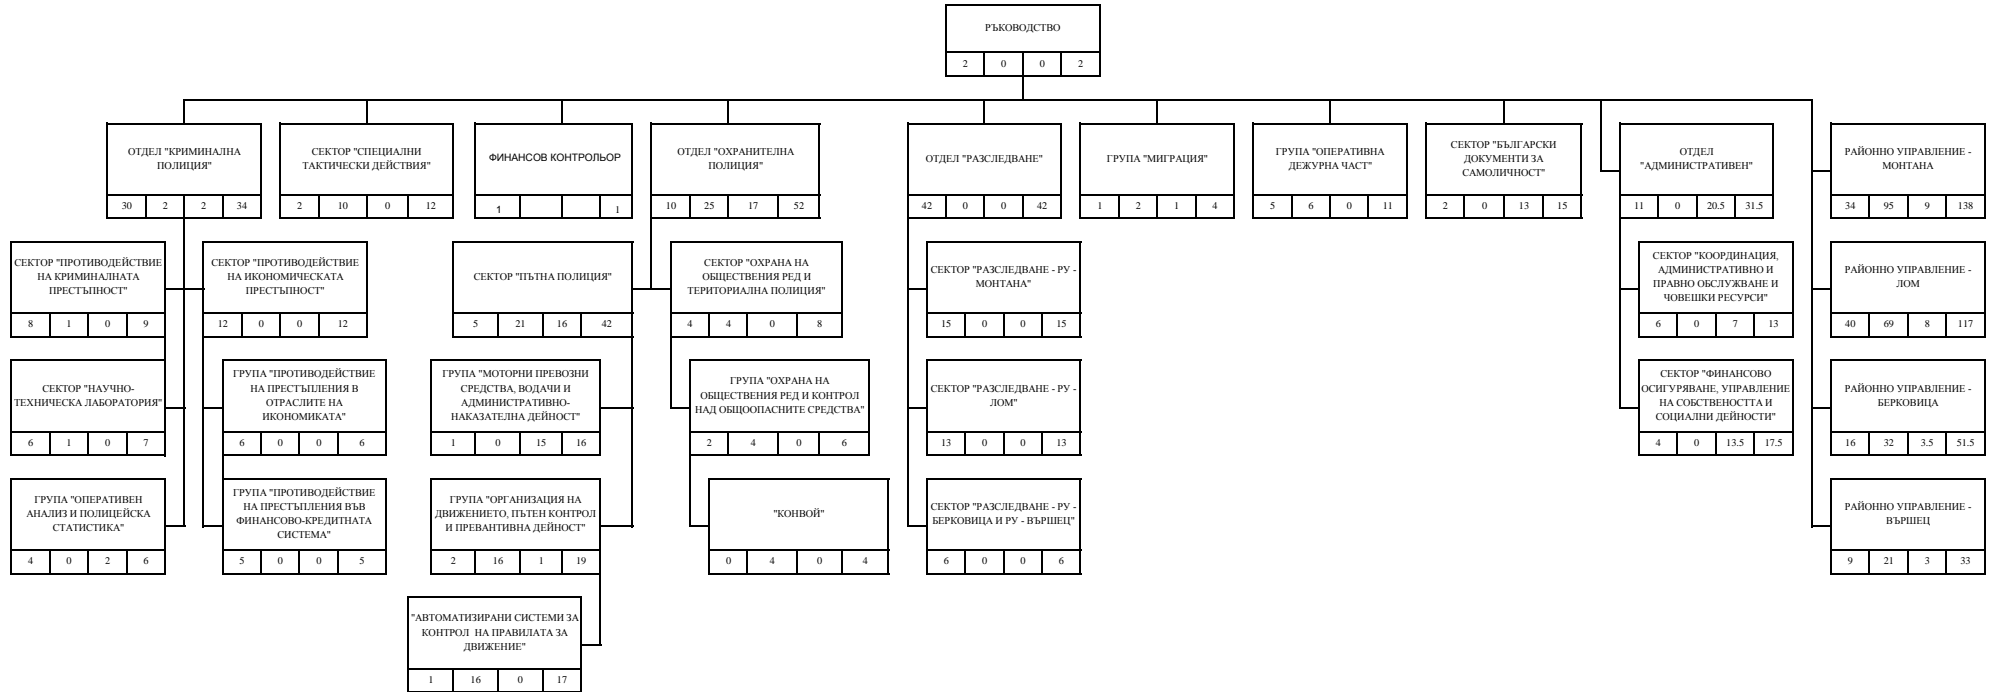 РЪКОВОДСТВО
2 0 0 2
ОТДЕЛ "КРИМИНАЛНА
ПОЛИЦИЯ"
30 2 2 34
СЕКТОР "СПЕЦИАЛНИ
ТАКТИЧЕСКИ ДЕЙСТВИЯ"
2 10 0 12
ФИНАНСОВ КОНТРОЛЬОР
1 1
ОТДЕЛ "ОХРАНИТЕЛНА
ПОЛИЦИЯ"
10 25 17 52
ОТДЕЛ "РАЗСЛЕДВАНЕ"
42 0 0 42
ГРУПА "МИГРАЦИЯ"
1 2 1 4
ГРУПА "ОПЕРАТИВНА
ДЕЖУРНА ЧАСТ"
5 6 0 11
СЕКТОР "БЪЛГАРСКИ
ДОКУМЕНТИ ЗА
САМОЛИЧНОСТ"
2 0 13 15
ОТДЕЛ
"АДМИНИСТРАТИВЕН"
11 0 20.5 31.5
РАЙОННО УПРАВЛЕНИЕ -
МОНТАНА
34 95 9 138
СЕКТОР "ПРОТИВОДЕЙСТВИЕ
НА КРИМИНАЛНАТА
ПРЕСТЪПНОСТ"
8 1 0 9
СЕКТОР "ПРОТИВОДЕЙСТВИЕ
НА ИКОНОМИЧЕСКАТА
ПРЕСТЪПНОСТ"
12 0 0 12
СЕКТОР "ПЪТНА ПОЛИЦИЯ"
5 21 16 42
СЕКТОР "ОХРАНА НА
ОБЩЕСТВЕНИЯ РЕД И
ТЕРИТОРИАЛНА ПОЛИЦИЯ"
4 4 0 8
СЕКТОР "РАЗСЛЕДВАНЕ - РУ -
МОНТАНА"
15 0 0 15
СЕКТОР "КООРДИНАЦИЯ,
АДМИНИСТРАТИВНО И
ПРАВНО ОБСЛУЖВАНЕ И
ЧОВЕШКИ РЕСУРСИ"
6 0 7 13
РАЙОННО УПРАВЛЕНИЕ -
ЛОМ
40 69 8 117
СЕКТОР "НАУЧНО-
ТЕХНИЧЕСКА ЛАБОРАТОРИЯ"
6 1 0 7
ГРУПА "ПРОТИВОДЕЙСТВИЕ
НА ПРЕСТЪПЛЕНИЯ В
ОТРАСЛИТЕ НА
ИКОНОМИКАТА"
6 0 0 6
ГРУПА "МОТОРНИ ПРЕВОЗНИ
СРЕДСТВА, ВОДАЧИ И
АДМИНИСТРАТИВНО-
НАКАЗАТЕЛНА ДЕЙНОСТ"
1 0 15 16
ГРУПА "ОХРАНА НА
ОБЩЕСТВЕНИЯ РЕД И КОНТРОЛ
НАД ОБЩООПАСНИТЕ СРЕДСТВА"
2 4 0 6
СЕКТОР "РАЗСЛЕДВАНЕ - РУ -
ЛОМ"
13 0 0 13
СЕКТОР "ФИНАНСОВО
ОСИГУРЯВАНЕ, УПРАВЛЕНИЕ
НА СОБСТВЕНОСТТА И
СОЦИАЛНИ ДЕЙНОСТИ"
4 0 13.5 17.5
РАЙОННО УПРАВЛЕНИЕ -
БЕРКОВИЦА
16 32 3.5 51.5
ГРУПА "ОПЕРАТИВЕН
АНАЛИЗ И ПОЛИЦЕЙСКА
СТАТИСТИКА"
4 0 2 6
ГРУПА "ПРОТИВОДЕЙСТВИЕ
НА ПРЕСТЪПЛЕНИЯ ВЪВ
ФИНАНСОВО-КРЕДИТНАТА
СИСТЕМА"
5 0 0 5
ГРУПА "ОРГАНИЗАЦИЯ НА
ДВИЖЕНИЕТО, ПЪТЕН КОНТРОЛ
И ПРЕВАНТИВНА ДЕЙНОСТ"
2 16 1 19
"КОНВОЙ"
0 4 0 4
СЕКТОР "РАЗСЛЕДВАНЕ - РУ -
БЕРКОВИЦА И РУ - ВЪРШЕЦ"
6 0 0 6
РАЙОННО УПРАВЛЕНИЕ -
ВЪРШЕЦ
9 21 3 33
"АВТОМАТИЗИРАНИ СИСТЕМИ ЗА
КОНТРОЛ НА ПРАВИЛАТА ЗА
ДВИЖЕНИЕ"
1 16 0 17